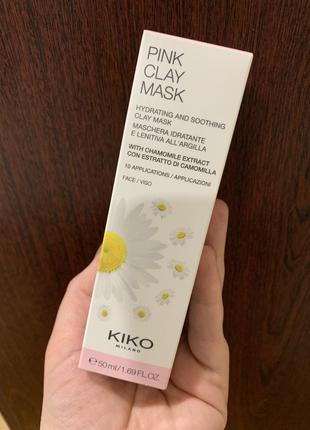 PINK
CLAY
MASK
HYDRATING AND SOOTHING
CLAY MASK
MASCHERA IDRATANTE
E LENITIVA ALL'ARGILLA
WITH CHAMOMILE EXTRACT
CON ESTRATTO DI CAMOMILLA
10 APPLICATIONS / APPLICAZIONI
FACE / VISO
KIKO
MILANO
℮ 50 ml / 1.69 FL.OZ.